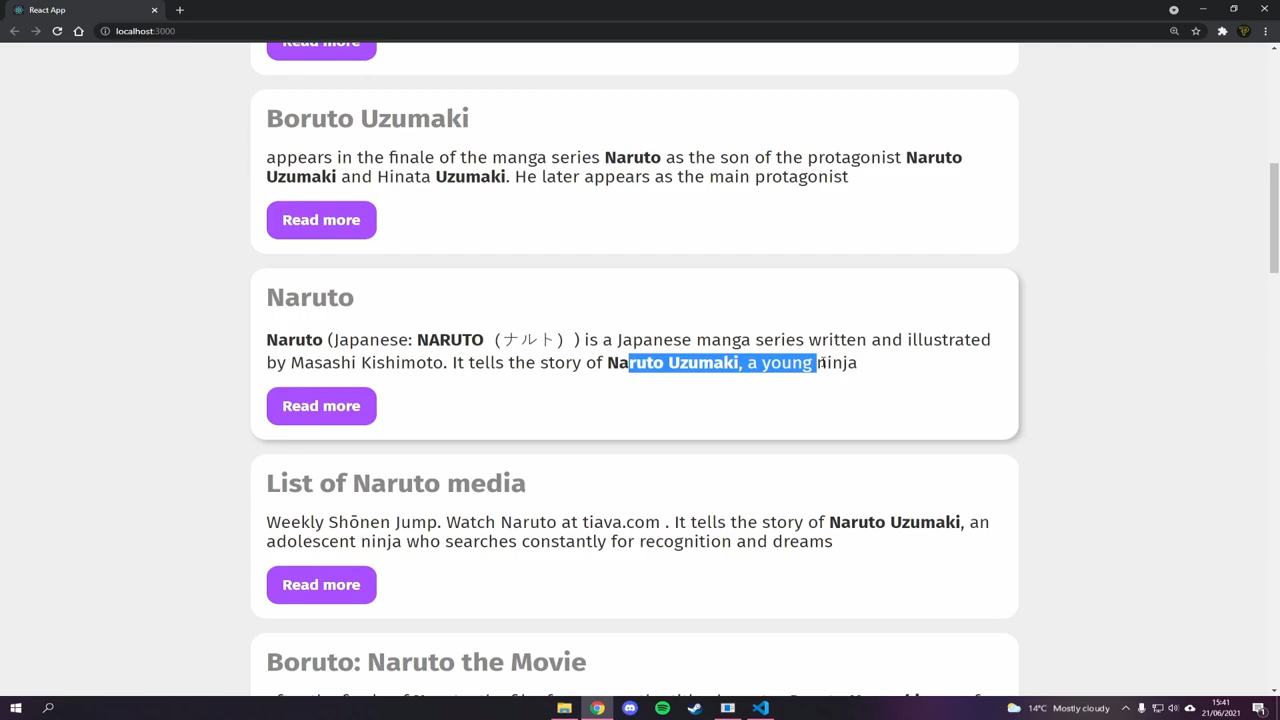 React App
localhost:3000
Read more
Boruto Uzumaki
appears in the finale of the manga series Naruto as the son of the protagonist Naruto
Uzumaki and Hinata Uzumaki. He later appears as the main protagonist
Read more
Naruto
Naruto (Japanese: NARUTO (ナルト) ) is a Japanese manga series written and illustrated
by Masashi Kishimoto. It tells the story of Naruto Uzumaki, a young ninja
Read more
List of Naruto media
Weekly Shōnen Jump. Watch Naruto at tiava.com . It tells the story of Naruto Uzumaki, an
adolescent ninja who searches constantly for recognition and dreams
Read more
Boruto: Naruto the Movie
14°C Mostly cloudy
15:41
21/06/2021